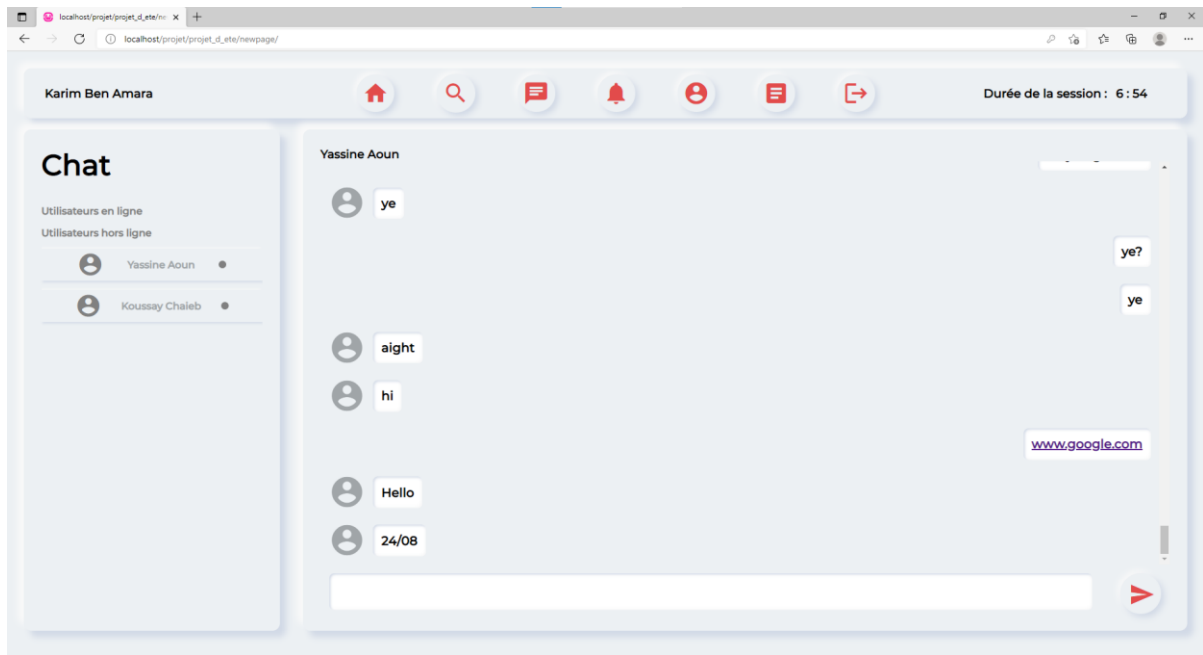 localhost/projet/projet_d_ete/ne
localhost/projet/projet_d_ete/newpage/
Karim Ben Amara
Durée de la session : 6 : 54
Chat
Utilisateurs en ligne
Utilisateurs hors ligne
Yassine Aoun
Koussay Chaieb
Yassine Aoun
ye
ye?
ye
aight
hi
www.google.com
Hello
24/08